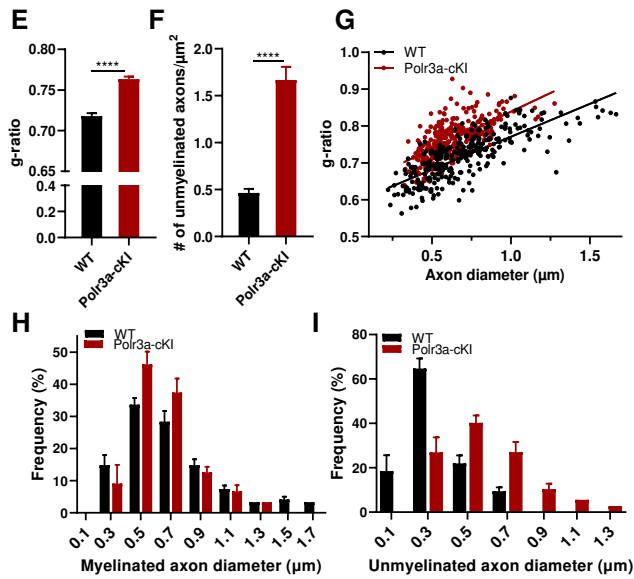 E
F
G
g-ratio
0.80
0.75
0.70
0.65
0.4
0.2
0.0
****
WT
Polr3a-cKI
# of unmyelinated axons/μm²
2.0
1.5
1.0
0.5
0.0
****
WT
Polr3a-cKI
g-ratio
1.0
0.9
0.8
0.7
0.6
0.5
WT
Polr3a-cKI
0.5
1.0
1.5
Axon diameter (μm)
H
I
Frequency (%)
50
40
30
20
10
0
WT
Polr3a-cKI
0.1
0.3
0.5
0.7
0.9
1.1
1.3
1.5
1.7
Myelinated axon diameter (μm)
Frequency (%)
80
60
40
20
0
WT
Polr3a-cKI
0.1
0.3
0.5
0.7
0.9
1.1
1.3
Unmyelinated axon diameter (μm)